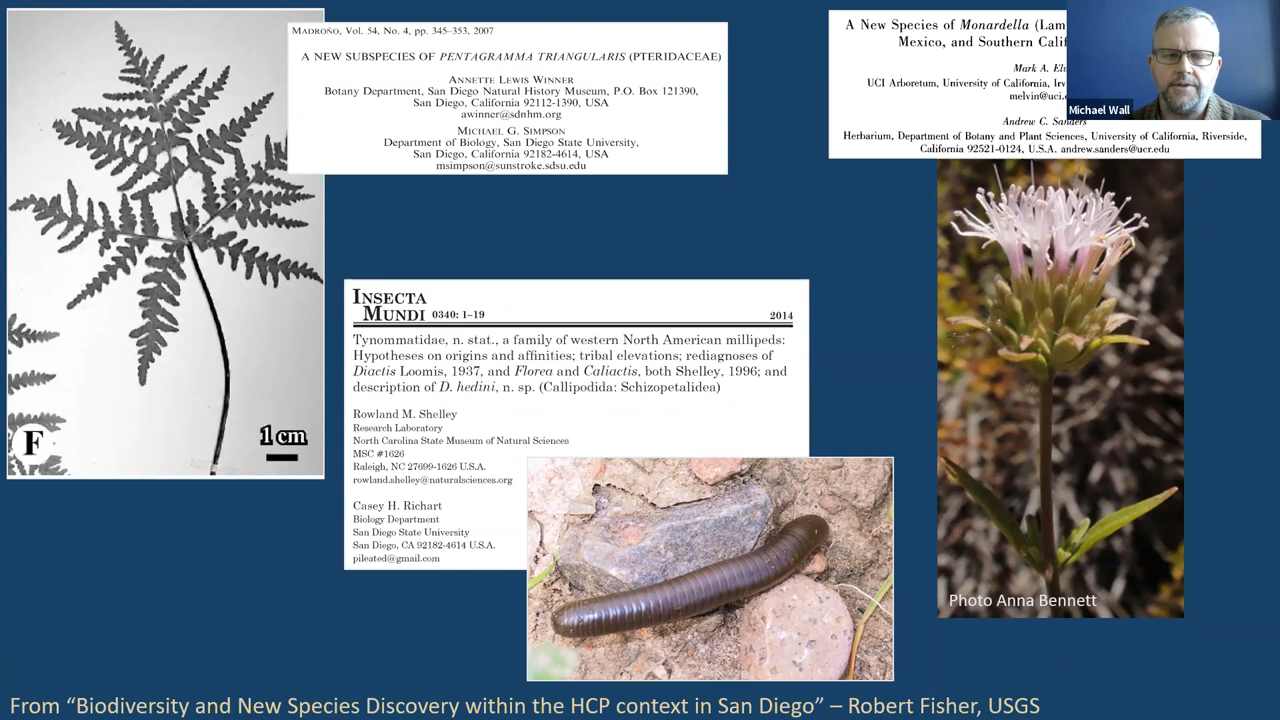 MADROÑO, Vol. 54, No. 4, pp. 345–353, 2007
A NEW SUBSPECIES OF PENTAGRAMMA TRIANGULARIS (PTERIDACEAE)
ANNETTE LEWIS WINNER
Botany Department, San Diego Natural History Museum, P.O. Box 121390,
San Diego, California 92112-1390, USA
awinner@sdnhm.org
MICHAEL G. SIMPSON
Department of Biology, San Diego State University,
San Diego, California 92182-4614, USA
msimpson@sunstroke.sdsu.edu
A New Species of Monardella (Lam
Mexico, and Southern Calif
Mark A. El
UCI Arboretum, University of California, Irv
melvin@uci.
Andrew C. Sanders
Herbarium, Department of Botany and Plant Sciences, University of California, Riverside,
California 92521-0124, U.S.A. andrew.sanders@ucr.edu
Michael Wall
F
1 cm
INSECTA
MUNDI 0340: 1–19 2014
Tynommatidae, n. stat., a family of western North American millipeds:
Hypotheses on origins and affinities; tribal elevations; rediagnoses of
Diactis Loomis, 1937, and Florea and Caliactis, both Shelley, 1996; and
description of D. hedini, n. sp. (Callipodida: Schizopetalidea)
Rowland M. Shelley
Research Laboratory
North Carolina State Museum of Natural Sciences
MSC #1626
Raleigh, NC 27699-1626 U.S.A.
rowland.shelley@naturalsciences.org
Casey H. Richart
Biology Department
San Diego State University
San Diego, CA 92182-4614 U.S.A.
pileated@gmail.com
Photo Anna Bennett
From “Biodiversity and New Species Discovery within the HCP context in San Diego” – Robert Fisher, USGS